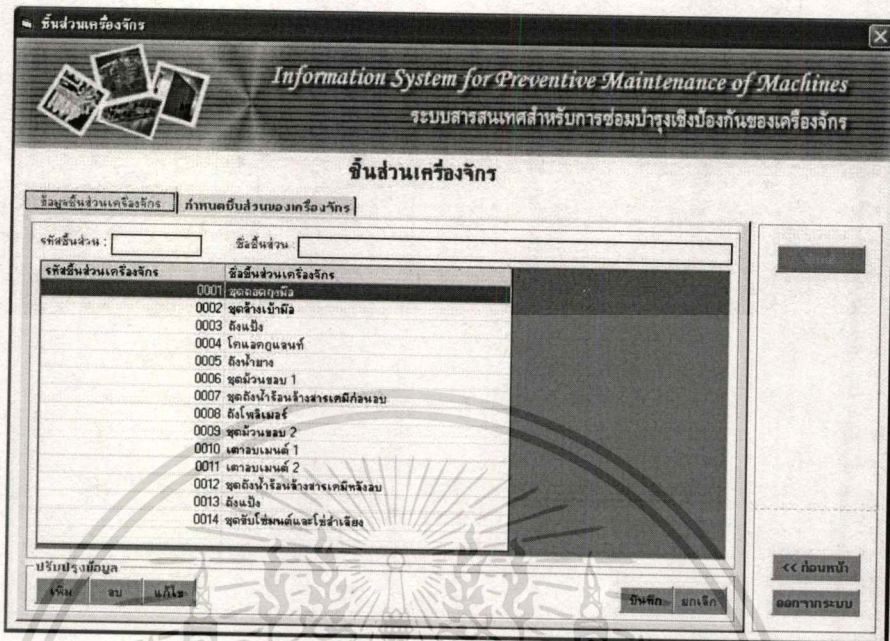 ชิ้นส่วนเครื่องจักร
Information System for Preventive Maintenance of Machines
ระบบสารสนเทศสำหรับการซ่อมบำรุงเชิงป้องกันของเครื่องจักร
ชิ้นส่วนเครื่องจักร
ข้อมูลชิ้นส่วนเครื่องจักร กำหนดชิ้นส่วนของเครื่องจักร
รหัสชิ้นส่วน : ชื่อชิ้นส่วน
รหัสชิ้นส่วนเครื่องจักร ชื่อชิ้นส่วนเครื่องจักร
0001 ชุดถอดถุงมือ
0002 ชุดล้างเบ้ามือ
0003 ถังแป้ง
0004 โคแอคกูแลนท์
0005 ถังน้ำยาง
0006 ชุดม้วนขอบ 1
0007 ชุดถังน้ำร้อนล้างสารเคมีก่อนอบ
0008 ถังโพลิเมอร์
0009 ชุดม้วนขอบ 2
0010 เตาอบเมนต์ 1
0011 เตาอบเมนต์ 2
0012 ชุดถังน้ำร้อนล้างสารเคมีหลังอบ
0013 ถังแป้ง
0014 ชุดขับโซ่เมนต์และโซ่ลำเลียง
ปรับปรุงข้อมูล
เพิ่ม ลบ แก้ไข บันทึก ยกเลิก
<< ก่อนหน้า
ออกจากระบบ